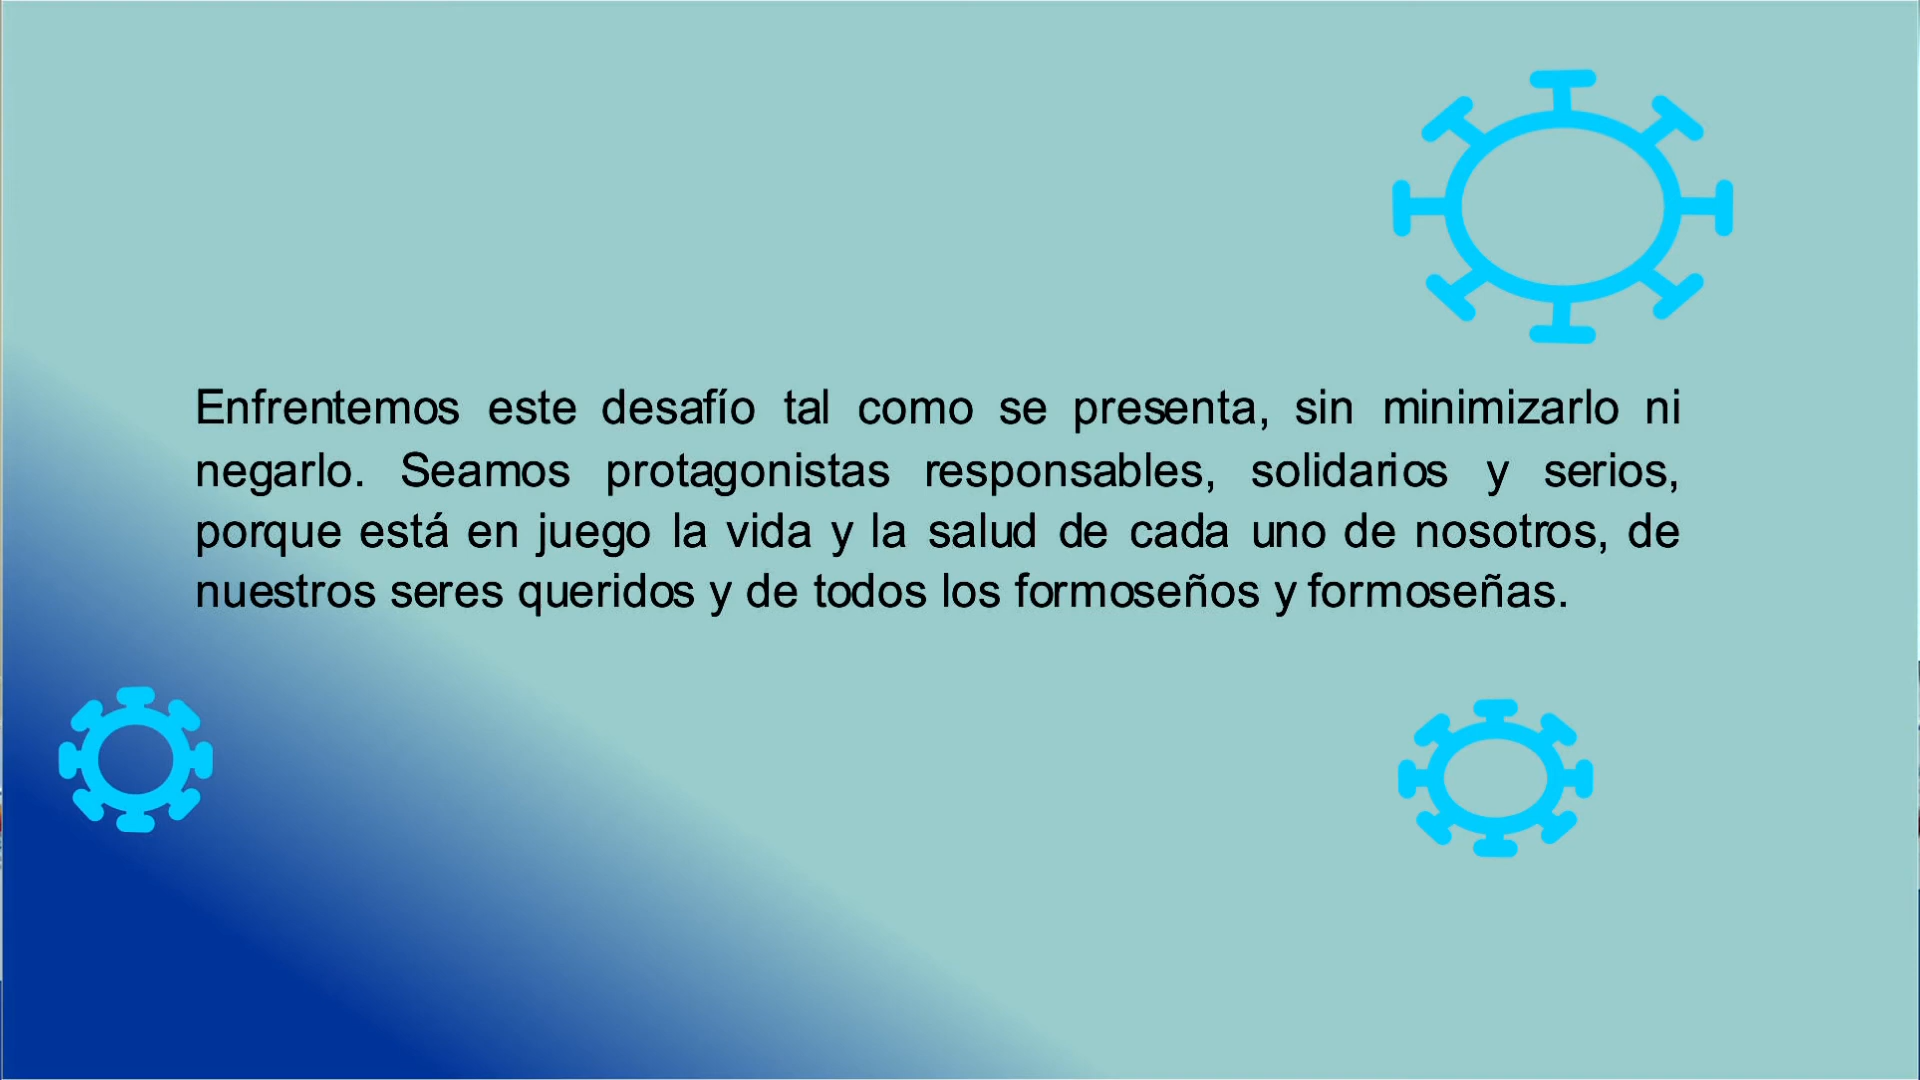 Enfrentemos este desafío tal como se presenta, sin minimizarlo ni
negarlo. Seamos protagonistas responsables, solidarios y serios,
porque está en juego la vida y la salud de cada uno de nosotros, de
nuestros seres queridos y de todos los formoseños y formoseñas.